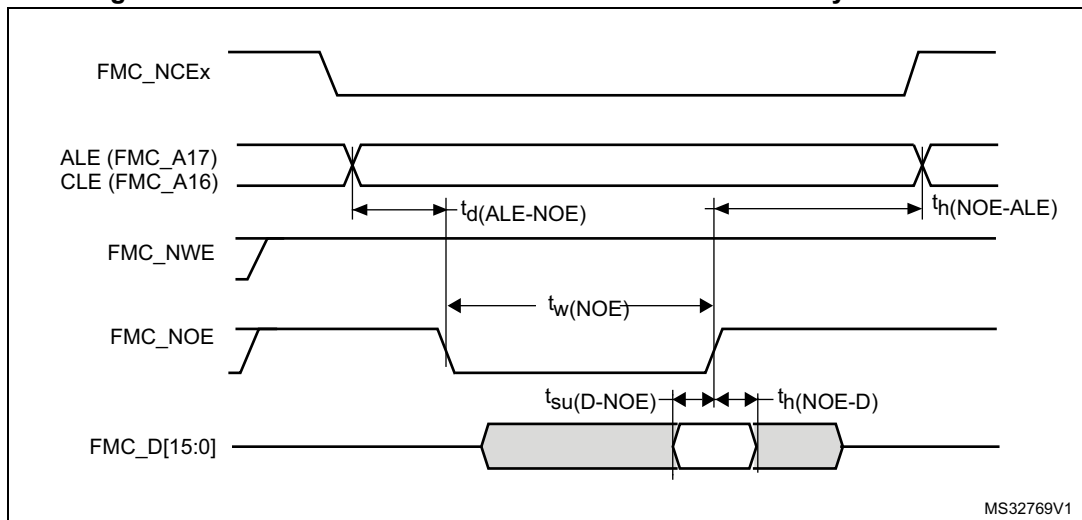 FMC_NCEx
ALE (FMC_A17)
CLE (FMC_A16)
td(ALE-NOE)
th(NOE-ALE)
FMC_NWE
tw(NOE)
FMC_NOE
tsu(D-NOE)
th(NOE-D)
FMC_D[15:0]
MS32769V1